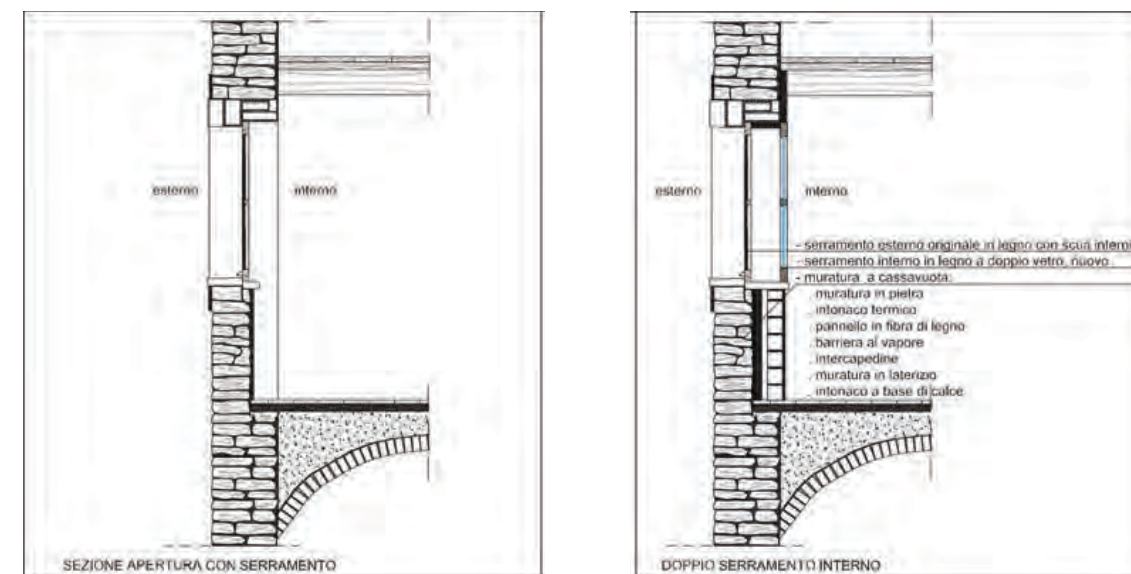 esterno
interno
SEZIONE APERTURA CON SERRAMENTO
esterno
interno
- serramento esterno originale in legno con scuri interni
- serramento interno in legno a doppio vetro, nuovo
- muratura a cassavuota:
. muratura in pietra
. intonaco termico
. pannello in fibra di legno
. barriera al vapore
. intercapedine
. muratura in laterizio
. intonaco a base di calce
DOPPIO SERRAMENTO INTERNO